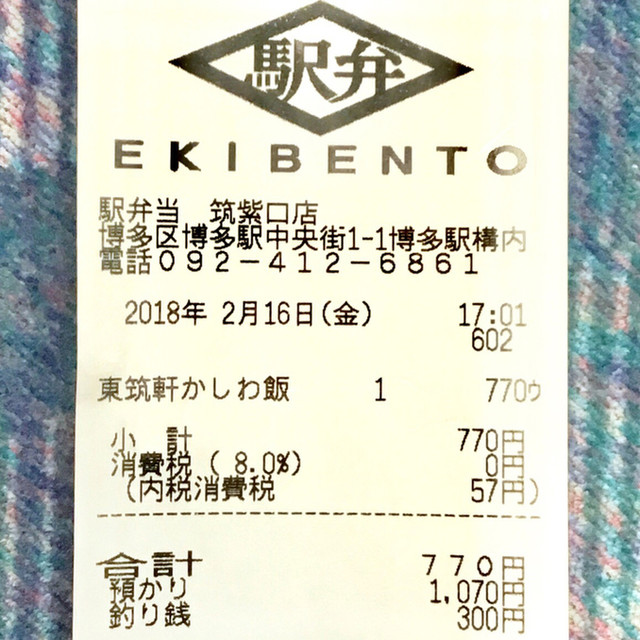 駅弁
EKIBENTO
駅弁当 筑紫口店
博多区博多駅中央街1-1博多駅構内
電話092-412-6861
2018年 2月16日(金) 17:01
602
東筑軒かしわ飯 1 770ゥ
小 計 770円
消費税 ( 8.0%) 0円
(内税消費税 57円)
合計 770円
預かり 1,070円
釣り銭 300円